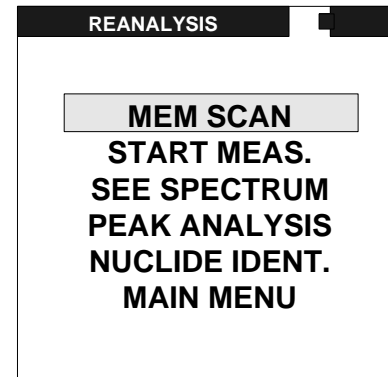 REANALYSIS
MEM SCAN
START MEAS.
SEE SPECTRUM
PEAK ANALYSIS
NUCLIDE IDENT.
MAIN MENU